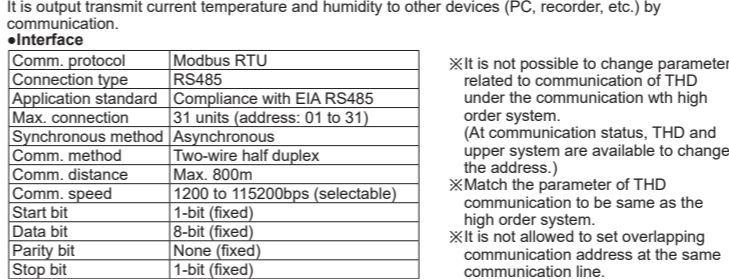 It is output transmit current temperature and humidity to other devices (PC, recorder, etc.) by
communication.
●Interface
Comm. protocol Modbus RTU
Connection type RS485
Application standard Compliance with EIA RS485
Max. connection 31 units (address: 01 to 31)
Synchronous method Asynchronous
Comm. method Two-wire half duplex
Comm. distance Max. 800m
Comm. speed 1200 to 115200bps (selectable)
Start bit 1-bit (fixed)
Data bit 8-bit (fixed)
Parity bit None (fixed)
Stop bit 1-bit (fixed)
※It is not possible to change parameter
related to communication of THD
under the communication wth high
order system.
(At communication status, THD and
upper system are available to change
the address.)
※Match the parameter of THD
communication to be same as the
high order system.
※It is not allowed to set overlapping
communication address at the same
communication line.